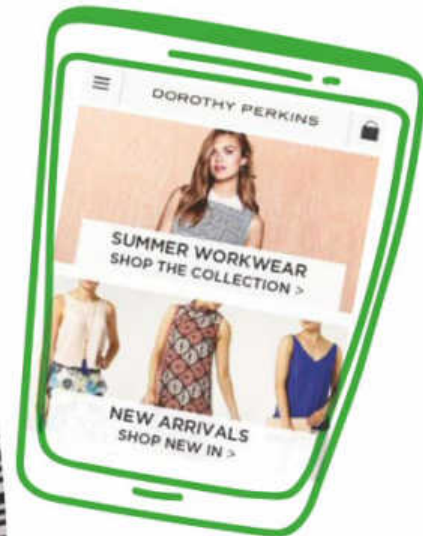 DOROTHY PERKINS
SUMMER WORKWEAR
SHOP THE COLLECTION >
NEW ARRIVALS
SHOP NEW IN >